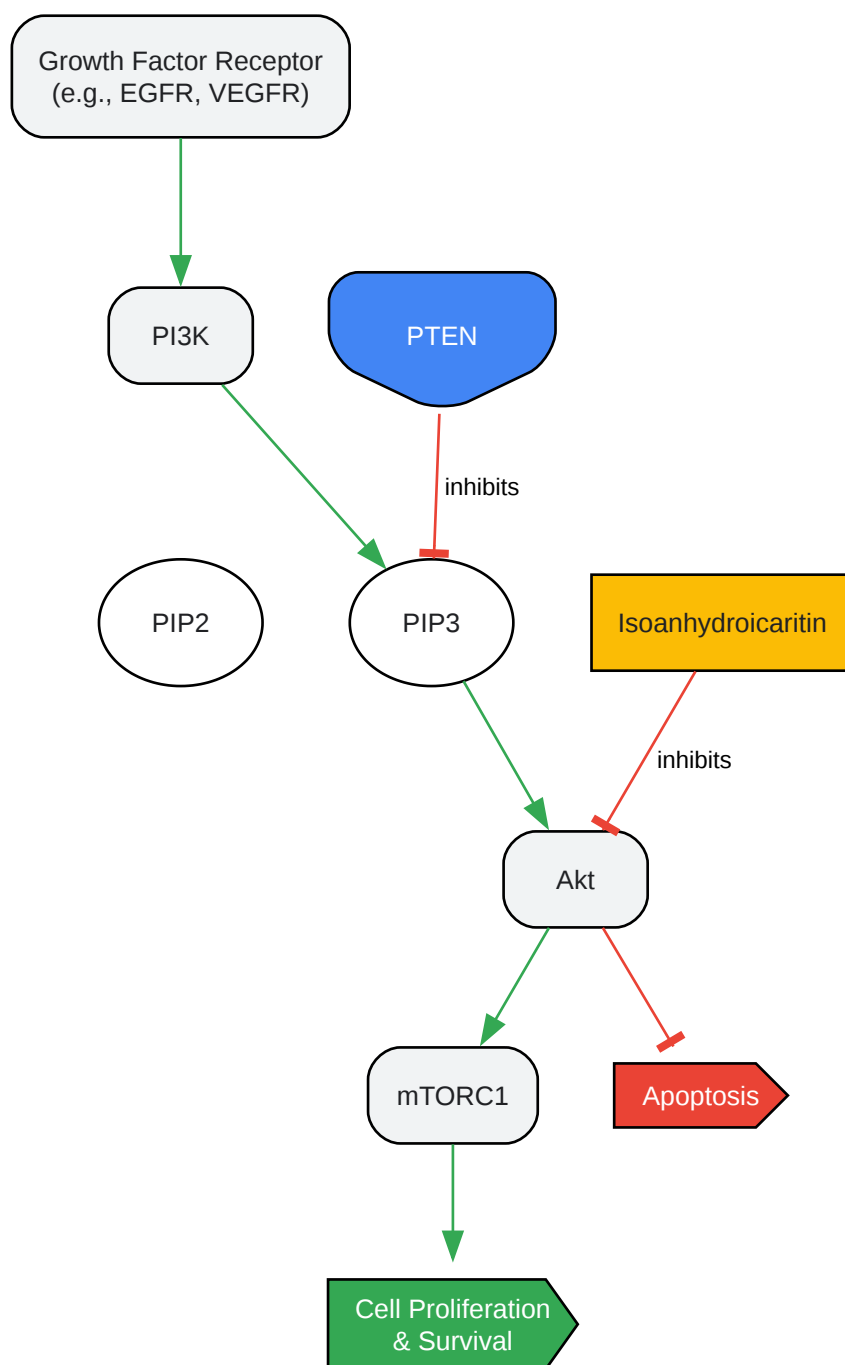 Growth Factor Receptor
(e.g., EGFR, VEGFR)
PI3K
PTEN
inhibits
PIP2
PIP3
Isoanhydroicaritin
inhibits
Akt
mTORC1
Apoptosis
Cell Proliferation
& Survival